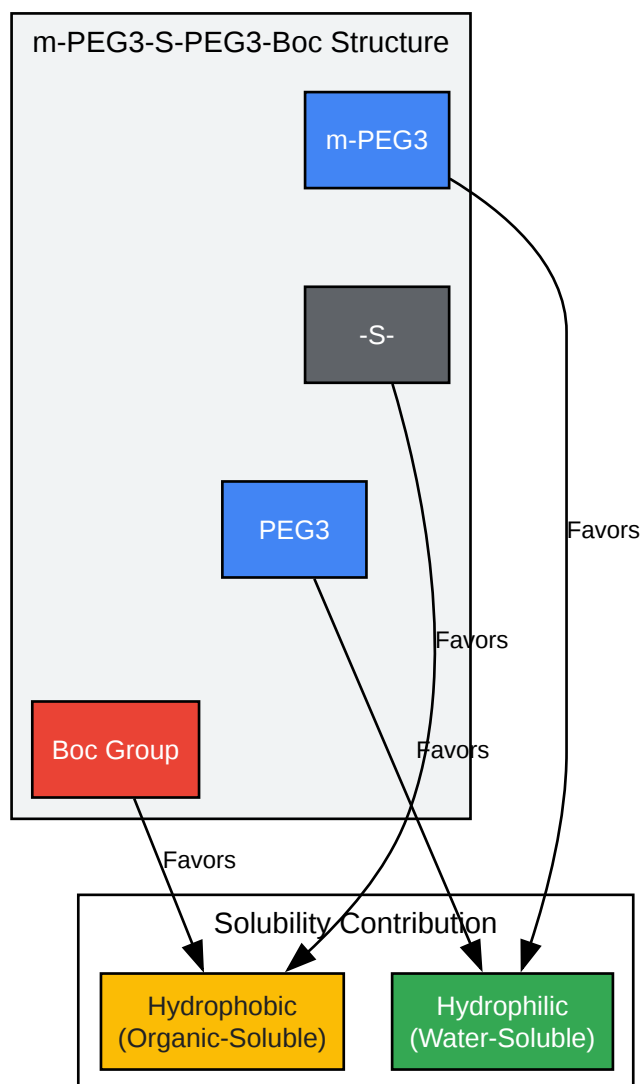 m-PEG3-S-PEG3-Boc Structure
m-PEG3
-S-
PEG3
Favors
Favors
Favors
Boc Group
Favors
Solubility Contribution
Hydrophobic
(Organic-Soluble)
Hydrophilic
(Water-Soluble)